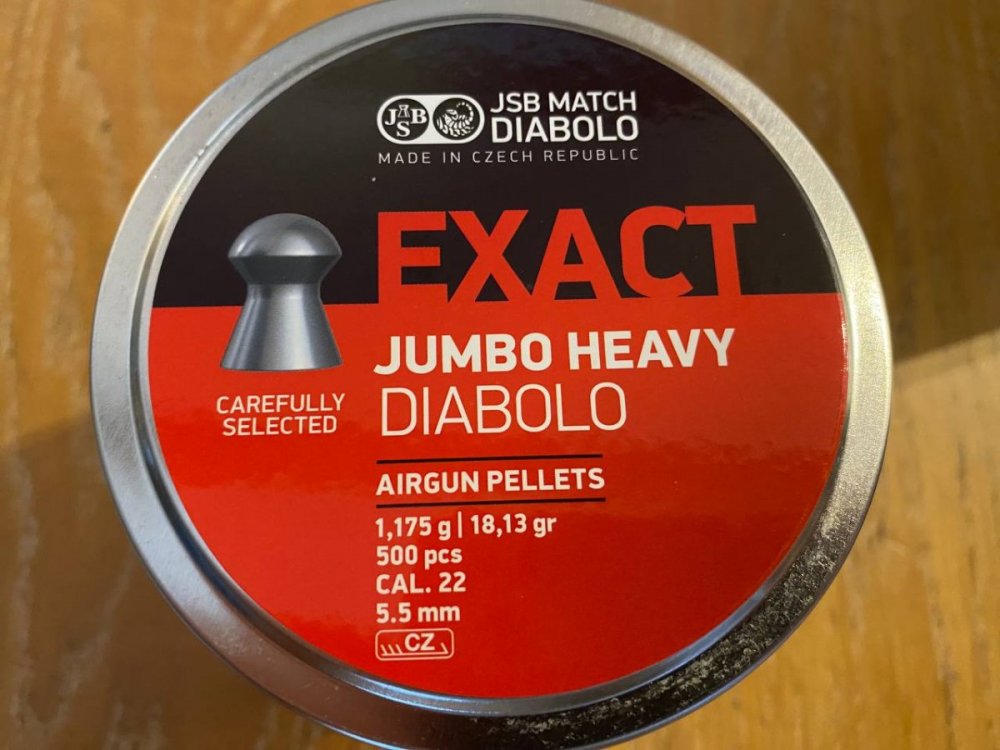 JSB
JSB MATCH
DIABOLO
MADE IN CZECH REPUBLIC
EXACT
JUMBO HEAVY
DIABOLO
CAREFULLY
SELECTED
AIRGUN PELLETS
1,175 g | 18,13 gr
500 pcs
CAL. 22
5.5 mm
CZ